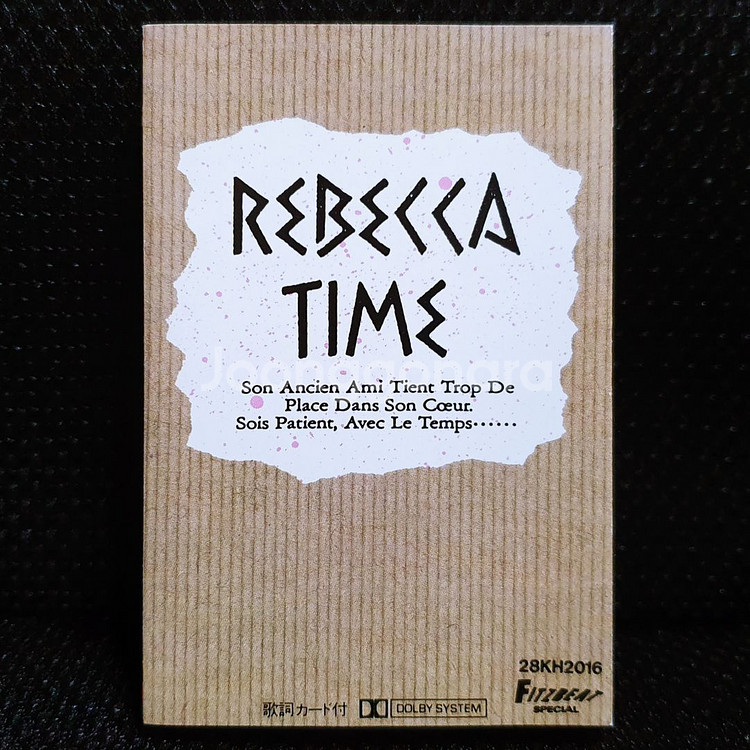 REBECCA
TIME
Joonggonara
Son Ancien Ami Tient Trop De
Place Dans Son Cœur.
Sois Patient, Avec Le Temps‥‥‥
28KH2016
FITZBEAT
SPECIAL
歌詞カード付 DOLBY SYSTEM